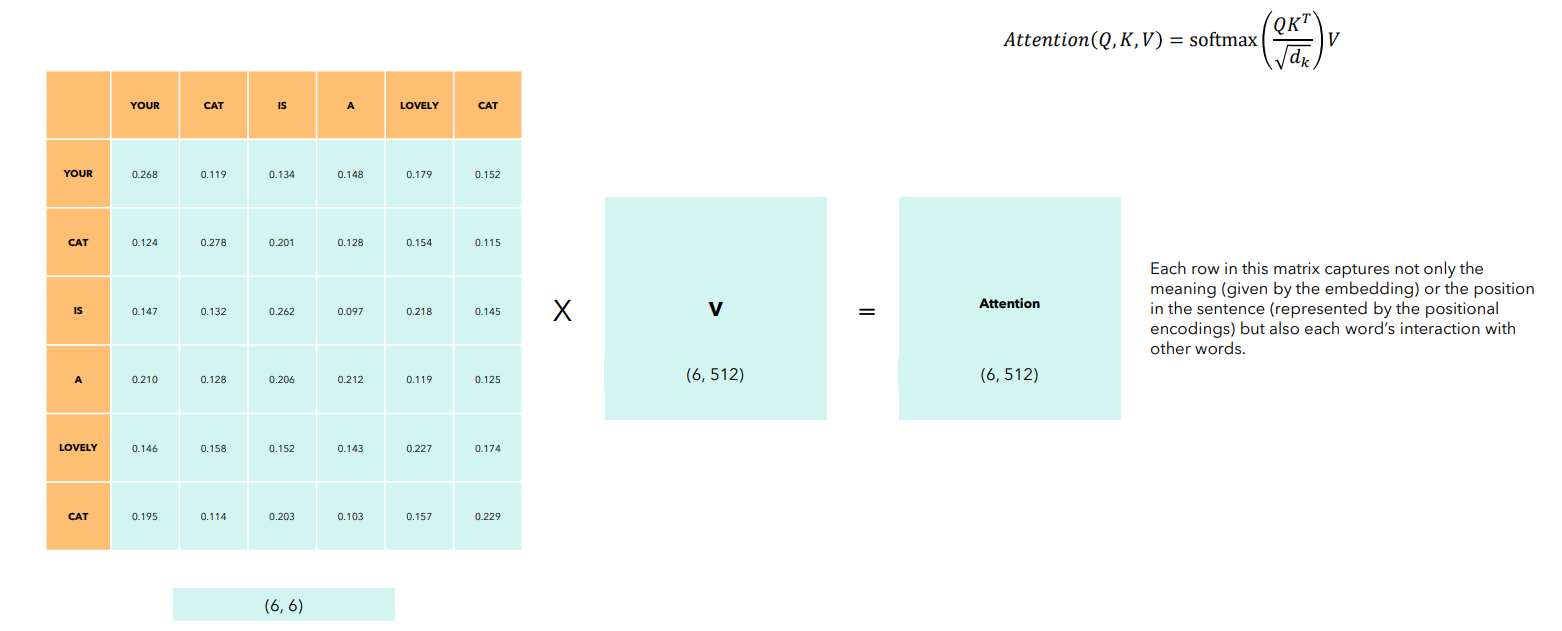 Attention(Q, K, V) = softmax(QK^T / √d_k)V
YOUR CAT IS A LOVELY CAT
YOUR 0.268 0.119 0.134 0.148 0.179 0.152
CAT 0.124 0.278 0.201 0.128 0.154 0.115
IS 0.147 0.132 0.262 0.097 0.218 0.145
A 0.210 0.128 0.206 0.212 0.119 0.125
LOVELY 0.146 0.158 0.152 0.143 0.227 0.174
CAT 0.195 0.114 0.203 0.103 0.157 0.229
(6, 6)
X
V
(6, 512)
=
Attention
(6, 512)
Each row in this matrix captures not only the
meaning (given by the embedding) or the position
in the sentence (represented by the positional
encodings) but also each word’s interaction with
other words.